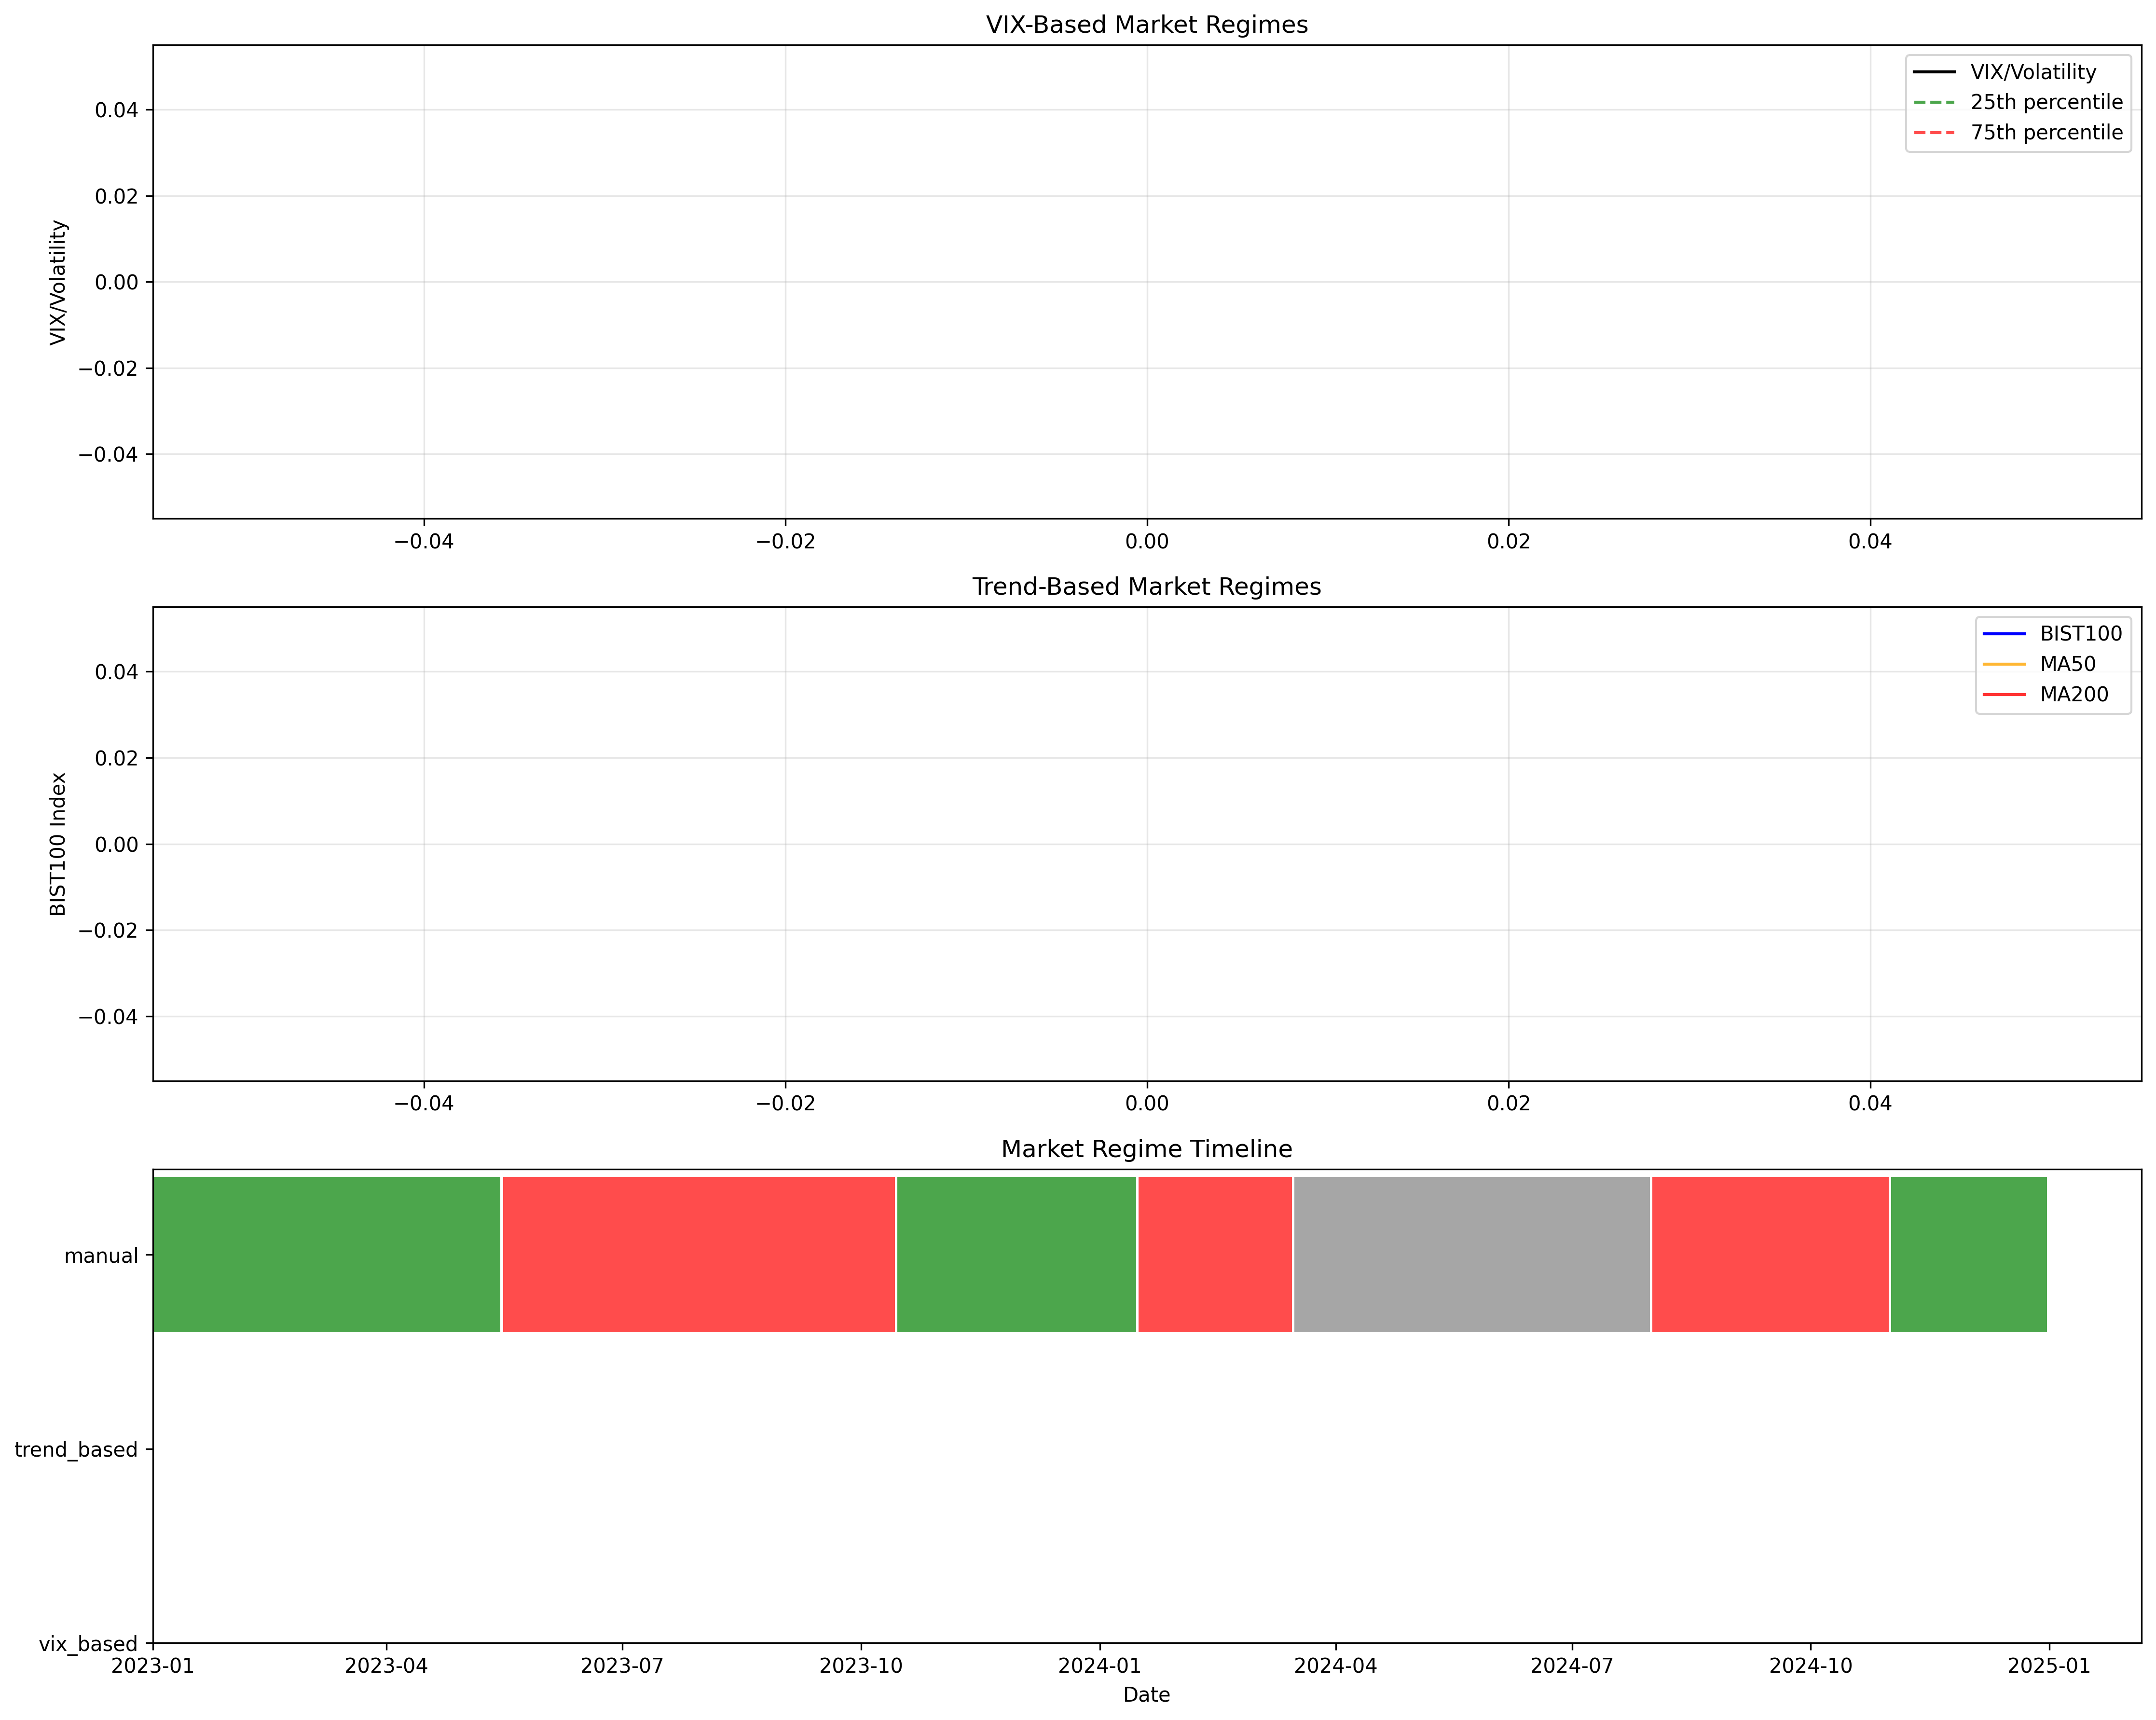 VIX-Based Market Regimes
VIX/Volatility
0.04
0.02
0.00
−0.02
−0.04
VIX/Volatility
25th percentile
75th percentile
−0.04 −0.02 0.00 0.02 0.04
Trend-Based Market Regimes
BIST100 Index
0.04
0.02
0.00
−0.02
−0.04
BIST100
MA50
MA200
−0.04 −0.02 0.00 0.02 0.04
Market Regime Timeline
manual
trend_based
vix_based
2023-01 2023-04 2023-07 2023-10 2024-01 2024-04 2024-07 2024-10 2025-01
Date